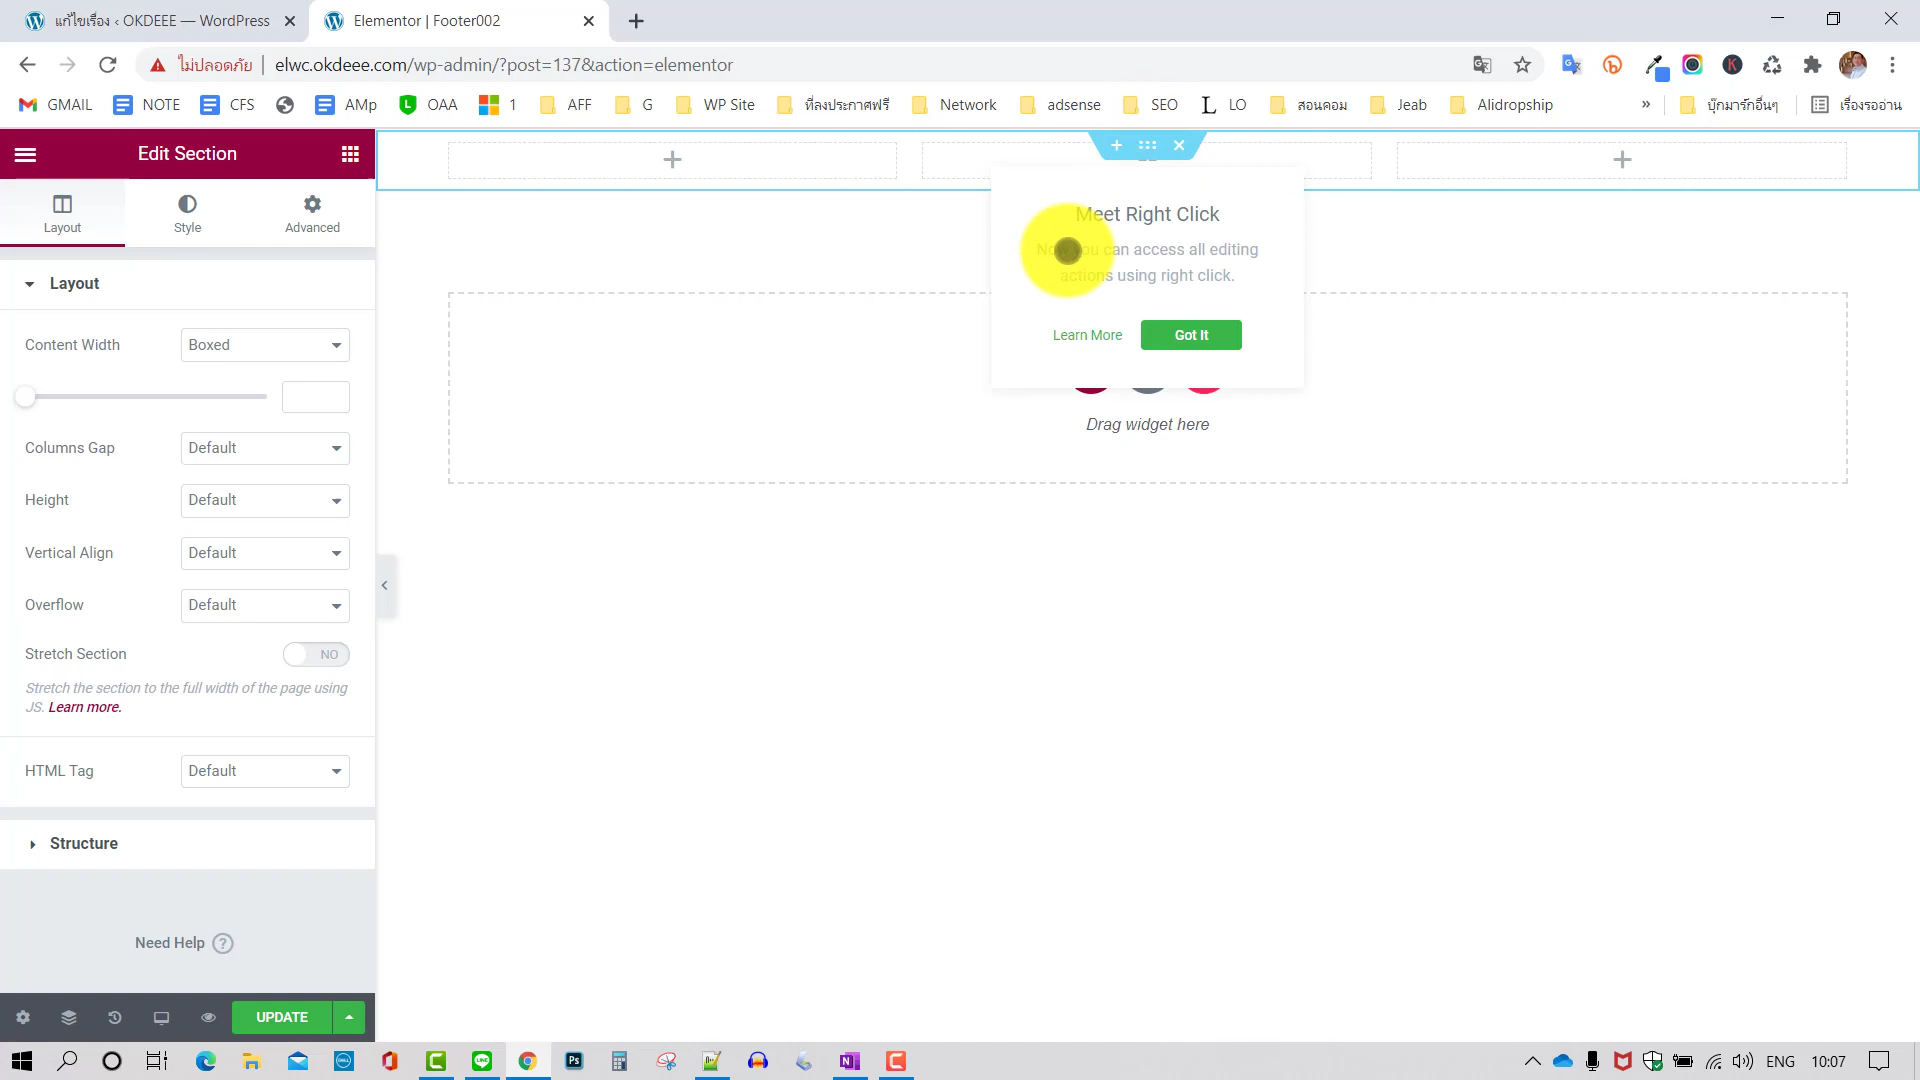 แก้ไขเรื่อง ‹ OKDEEE — WordPress
Elementor | Footer002
ไม่ปลอดภัย
elwc.okdeee.com/wp-admin/?post=137&action=elementor
GMAIL
NOTE
CFS
AMp
OAA
1
AFF
G
WP Site
ที่ลงประกาศฟรี
Network
adsense
SEO
LO
สอนคอม
Jeab
Alidropship
»
บุ๊กมาร์กอื่นๆ
เรื่องรออ่าน
Edit Section
Layout
Style
Advanced
Layout
Content Width
Boxed
Columns Gap
Default
Height
Default
Vertical Align
Default
Overflow
Default
Stretch Section
NO
Stretch the section to the full width of the page using
JS. Learn more.
HTML Tag
Default
Structure
Need Help
?
UPDATE
Meet Right Click
Now you can access all editing
actions using right click.
Learn More
Got It
Drag widget here
ENG
10:07